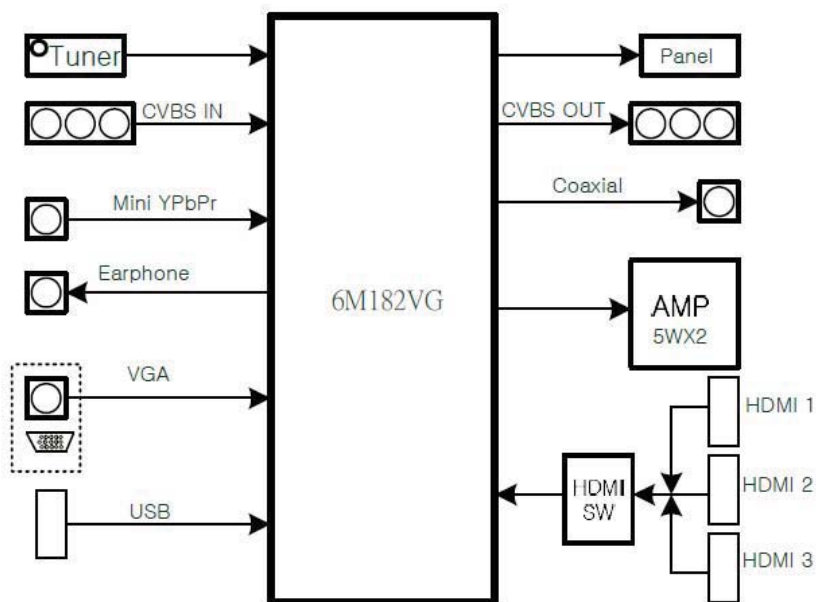 Tuner
CVBS IN
Mini YPbPr
Earphone
VGA
USB
6M182VG
Panel
CVBS OUT
Coaxial
AMP
5WX2
HDMI
SW
HDMI 1
HDMI 2
HDMI 3